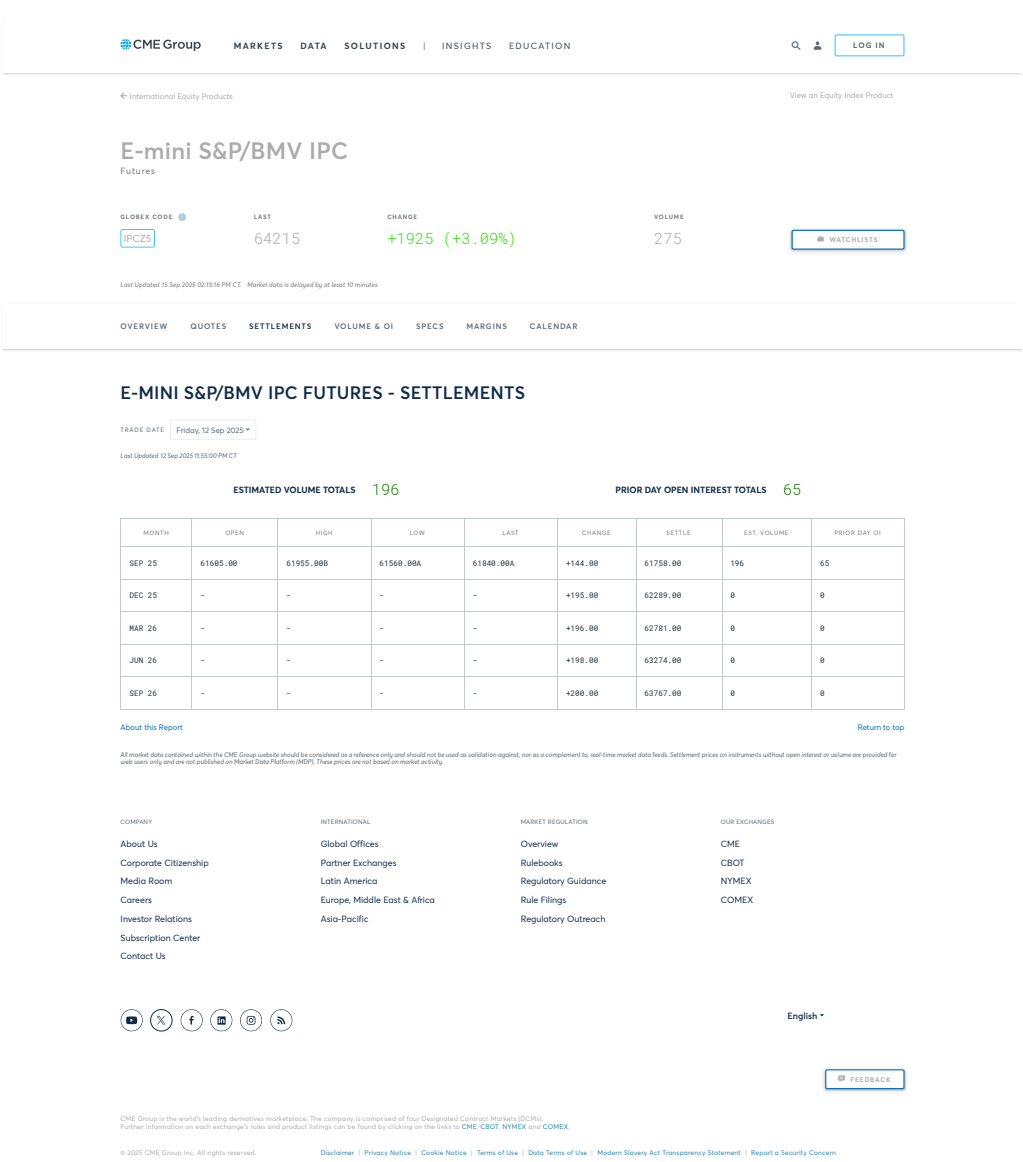 CME Group MARKETS DATA SOLUTIONS | INSIGHTS EDUCATION LOG IN
International Equity Products View an Equity Index Product
E-mini S&P/BMV IPC
Futures
GLOBEX CODE LAST CHANGE VOLUME
IPCZ5 64215 +1925 (+3.09%) 275 WATCHLISTS
Last Updated 15 Sep 2025 02:15:16 PM CT. Market data is delayed by at least 10 minutes
OVERVIEW QUOTES SETTLEMENTS VOLUME & OI SPECS MARGINS CALENDAR
E-MINI S&P/BMV IPC FUTURES - SETTLEMENTS
TRADE DATE Friday, 12 Sep 2025
Last Updated 12 Sep 2025 11:55:00 PM CT
ESTIMATED VOLUME TOTALS 196 PRIOR DAY OPEN INTEREST TOTALS 65
MONTH OPEN HIGH LOW LAST CHANGE SETTLE EST. VOLUME PRIOR DAY OI
SEP 25 61605.00 61955.00B 61560.00A 61840.00A +144.00 61758.00 196 65
DEC 25 - - - - +195.00 62289.00 0 0
MAR 26 - - - - +196.00 62781.00 0 0
JUN 26 - - - - +198.00 63274.00 0 0
SEP 26 - - - - +200.00 63767.00 0 0
About this Report Return to top
All market data contained within the CME Group website should be considered as a reference only and should not be used as validation against, nor as a complement to, real-time market data feeds. Settlement prices on instruments without open interest or volume are provided for
web users only and are not published on Market Data Platform (MDP). These prices are not based on market activity.
COMPANY INTERNATIONAL MARKET REGULATION OUR EXCHANGES
About Us Global Offices Overview CME
Corporate Citizenship Partner Exchanges Rulebooks CBOT
Media Room Latin America Regulatory Guidance NYMEX
Careers Europe, Middle East & Africa Rule Filings COMEX
Investor Relations Asia-Pacific Regulatory Outreach
Subscription Center
Contact Us
English
FEEDBACK
CME Group is the world's leading derivatives marketplace. The company is comprised of four Designated Contract Markets (DCMs).
Further information on each exchange's rules and product listings can be found by clicking on the links to CME, CBOT, NYMEX and COMEX.
© 2025 CME Group Inc. All rights reserved. Disclaimer | Privacy Notice | Cookie Notice | Terms of Use | Data Terms of Use | Modern Slavery Act Transparency Statement | Report a Security Concern